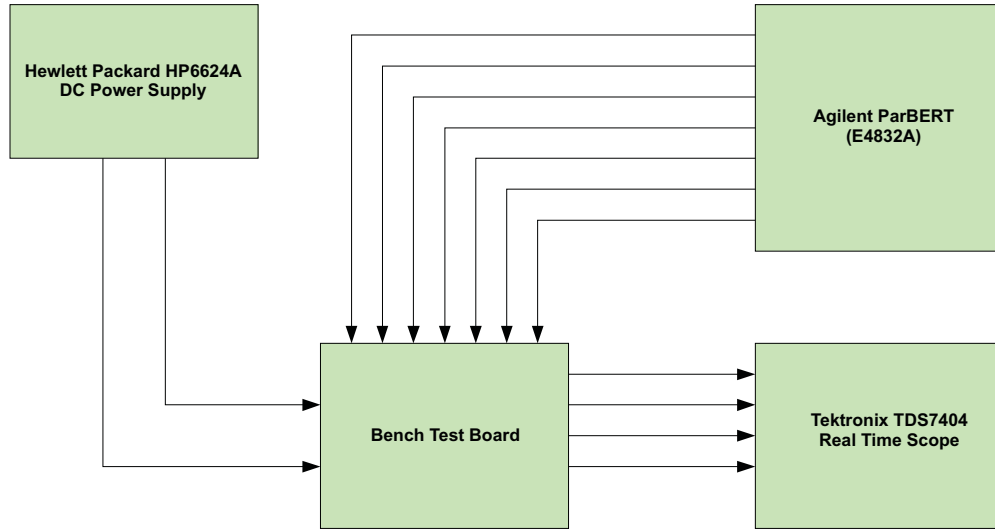 Hewlett Packard HP6624A
DC Power Supply
Agilent ParBERT
(E4832A)
Bench Test Board
Tektronix TDS7404
Real Time Scope